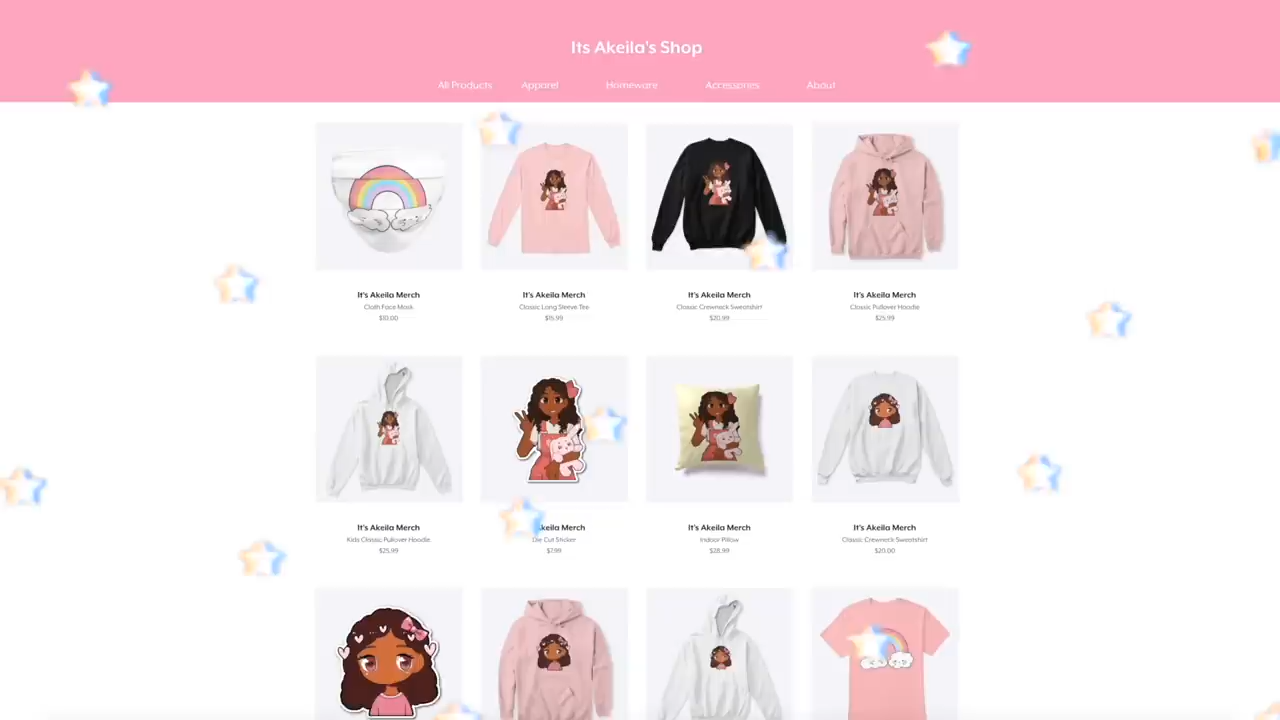 Its Akeila's Shop
All Products Apparel Homeware Accessories About
It's Akeila Merch
Cloth Face Mask
$10.00
It's Akeila Merch
Classic Long Sleeve Tee
$15.99
It's Akeila Merch
Classic Crewneck Sweatshirt
$20.99
It's Akeila Merch
Classic Pullover Hoodie
$25.99
It's Akeila Merch
Kids Classic Pullover Hoodie
$25.99
Akeila Merch
Die Cut Sticker
$7.99
It's Akeila Merch
Indoor Pillow
$28.99
It's Akeila Merch
Classic Crewneck Sweatshirt
$20.00